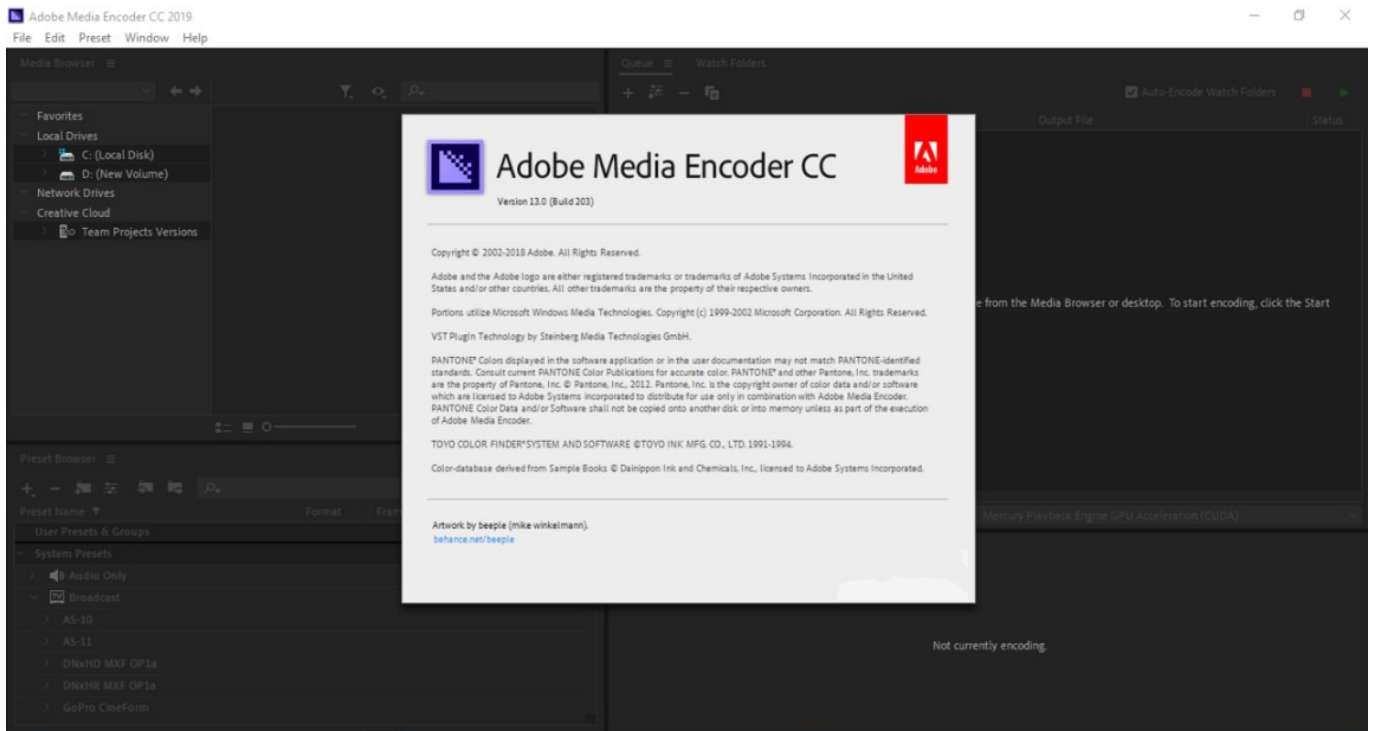 Adobe Media Encoder CC 2019
File Edit Preset Window Help
Media Browser
Queue Watch Folders
Auto-Encode Watch Folders
Favorites
Local Drives
C: (Local Disk)
D: (New Volume)
Network Drives
Creative Cloud
Team Projects Versions
Output File Status
Adobe Media Encoder CC
Adobe
Version 13.0 (Build 203)
Copyright © 2002-2018 Adobe. All Rights Reserved.
Adobe and the Adobe logo are either registered trademarks or trademarks of Adobe Systems Incorporated in the United
States and/or other countries. All other trademarks are the property of their respective owners.
Portions utilize Microsoft Windows Media Technologies. Copyright (c) 1999-2002 Microsoft Corporation. All Rights Reserved.
VST PlugIn Technology by Steinberg Media Technologies GmbH.
PANTONE® Colors displayed in the software application or in the user documentation may not match PANTONE-identified
standards. Consult current PANTONE Color Publications for accurate color. PANTONE® and other Pantone, Inc. trademarks
are the property of Pantone, Inc. © Pantone, Inc., 2012. Pantone, Inc. is the copyright owner of color data and/or software
which are licensed to Adobe Systems incorporated to distribute for use only in combination with Adobe Media Encoder.
PANTONE Color Data and/or Software shall not be copied onto another disk or into memory unless as part of the execution
of Adobe Media Encoder.
TOYO COLOR FINDER® SYSTEM AND SOFTWARE ©TOYO INK MFG. CO., LTD. 1991-1994.
Color-database derived from Sample Books © Dainippon Ink and Chemicals, Inc., licensed to Adobe Systems Incorporated.
Artwork by beeple (mike winkelmann).
behance.net/beeple
e from the Media Browser or desktop. To start encoding, click the Start
Preset Browser
Preset Name Format Fram
User Presets & Groups
System Presets
Audio Only
TV Broadcast
AS-10
AS-11
DNxHD MXF OP1a
DNxHR MXF OP1a
GoPro CineForm
Mercury Playback Engine GPU Acceleration (CUDA)
Not currently encoding.